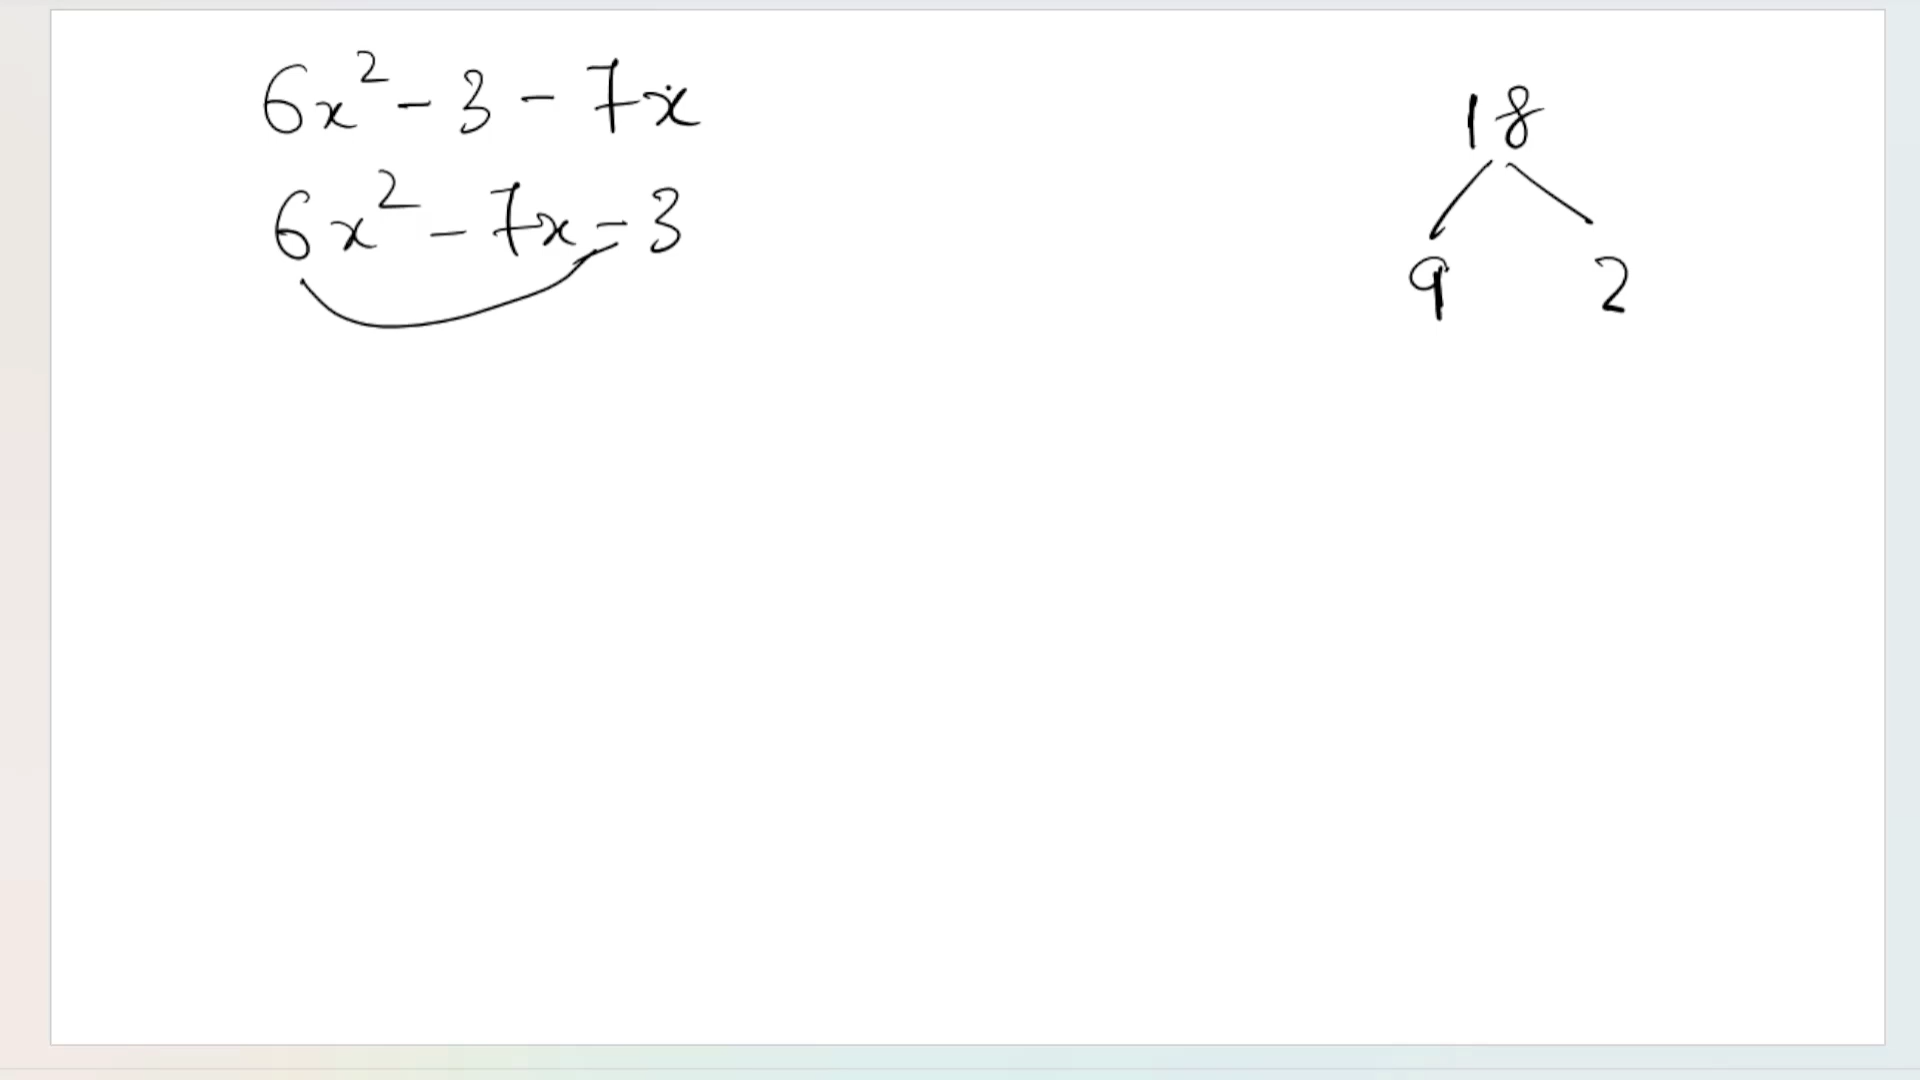 6x² - 3 - 7x
6x² - 7x - 3
18
9 2